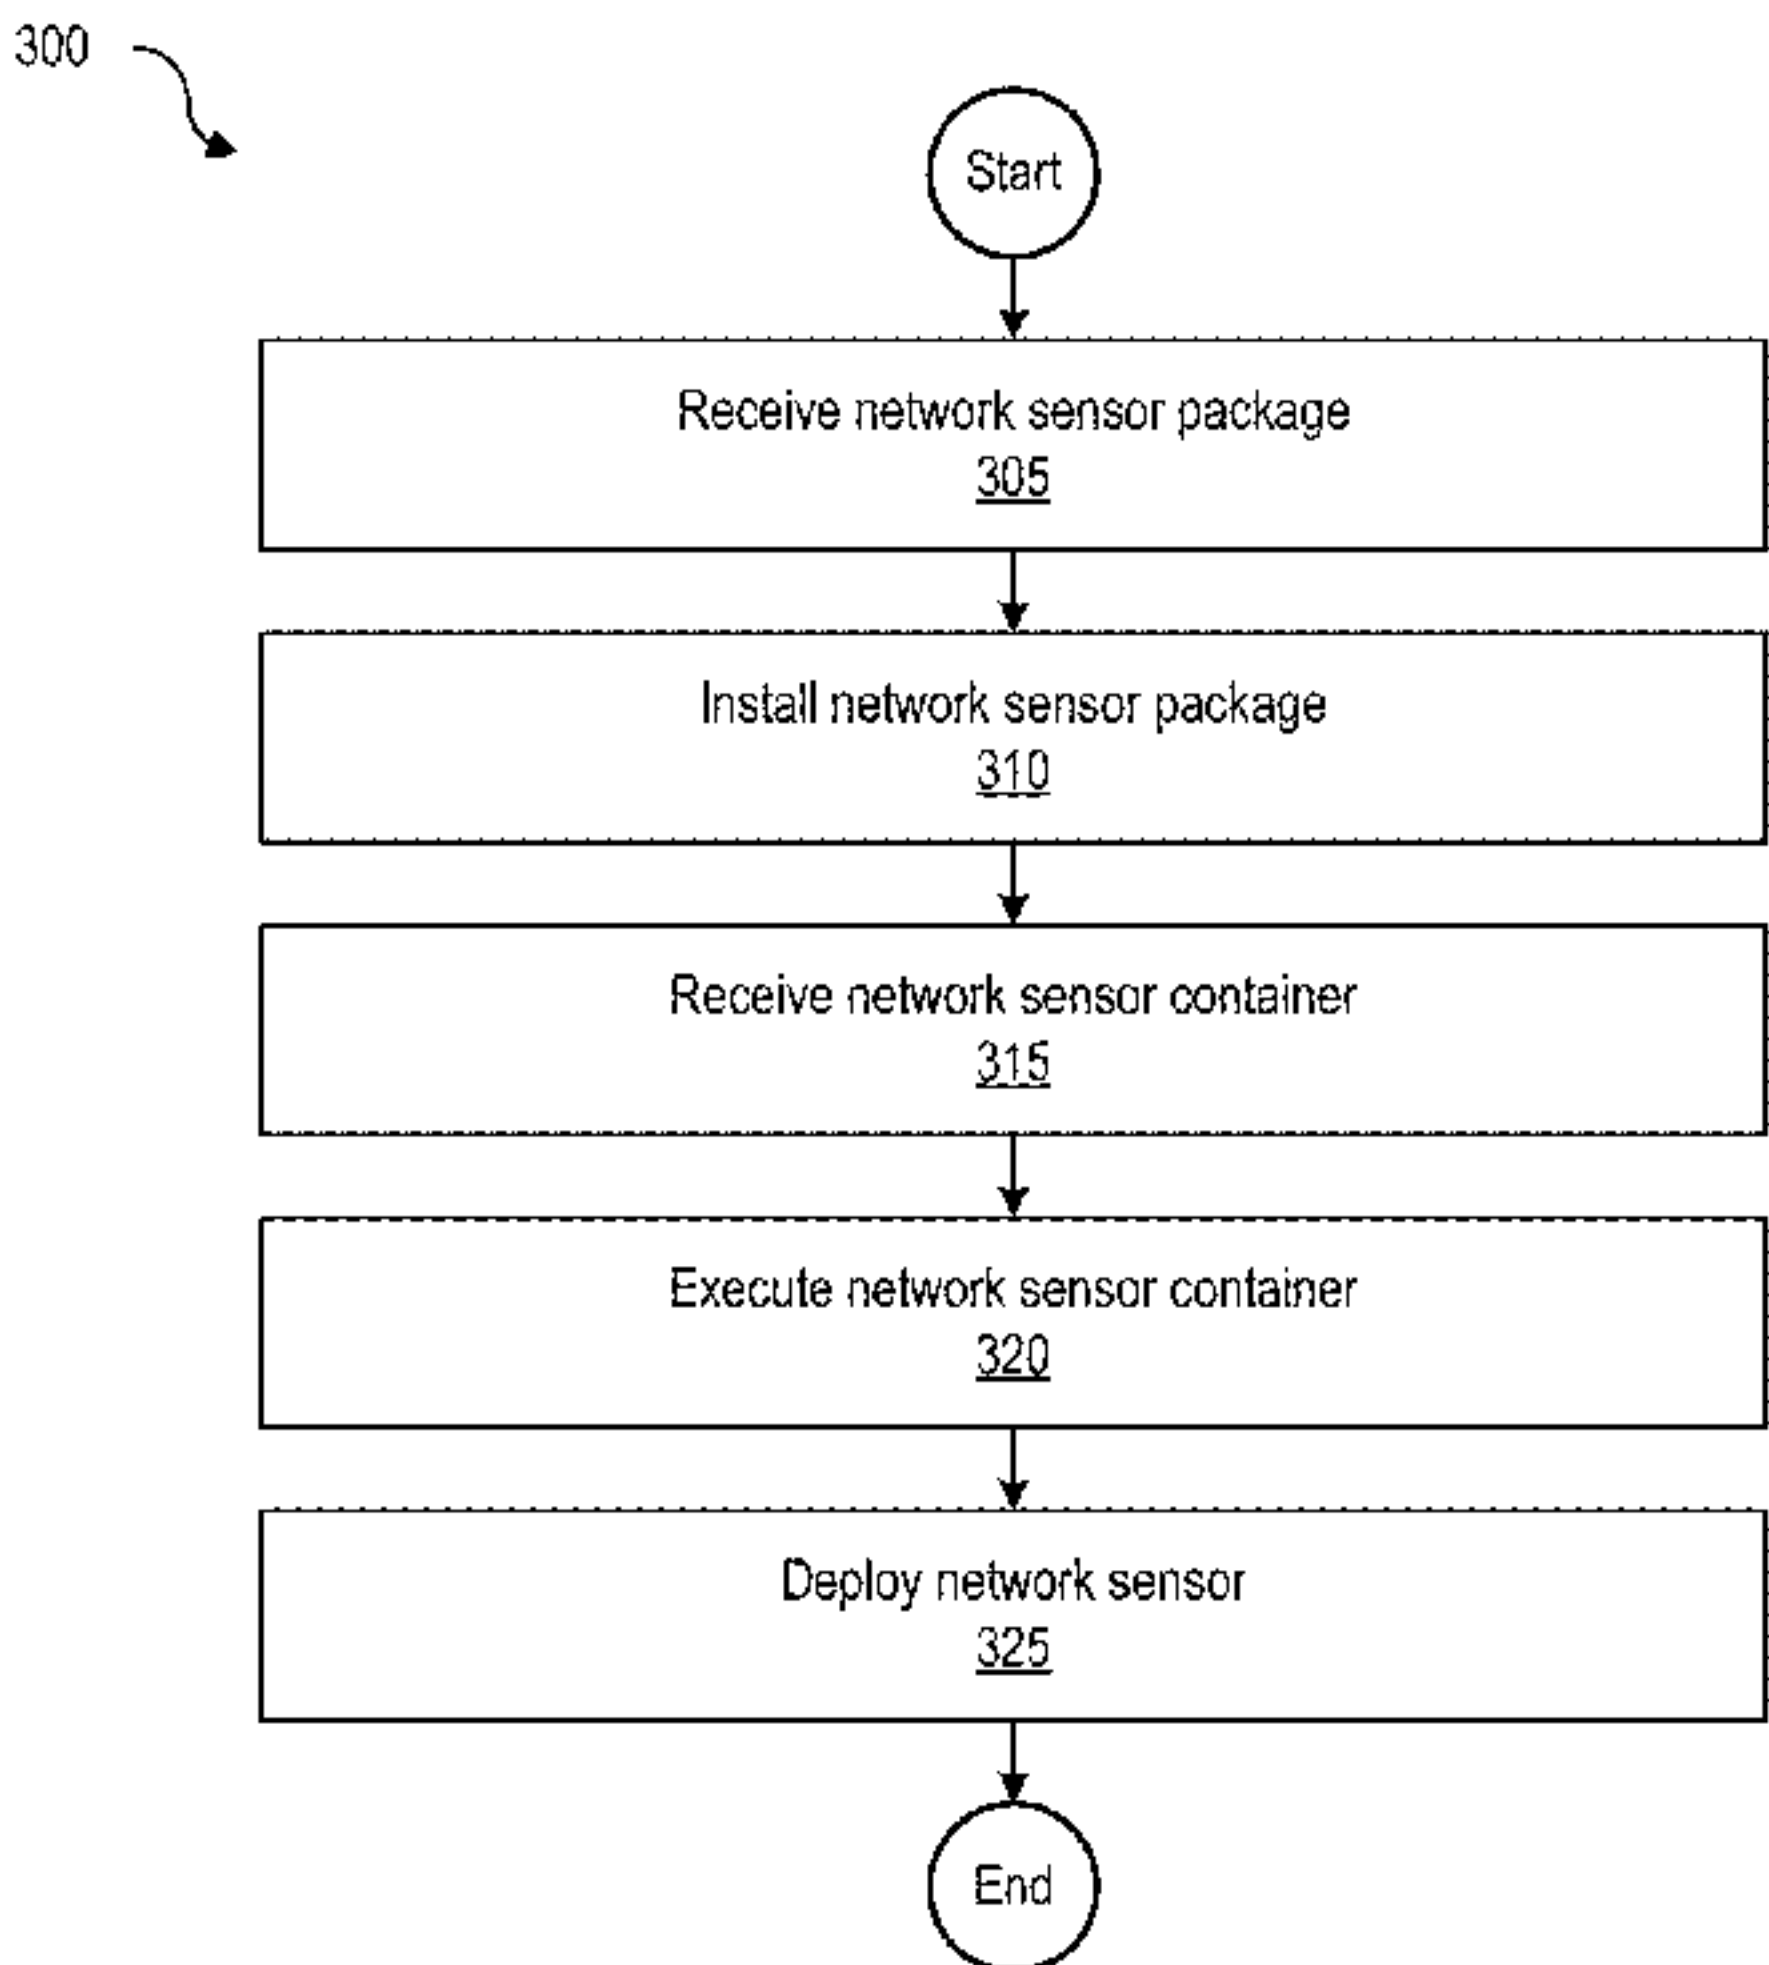 300
Start
Receive network sensor package
305
Install network sensor package
310
Receive network sensor container
315
Execute network sensor container
320
Deploy network sensor
325
End